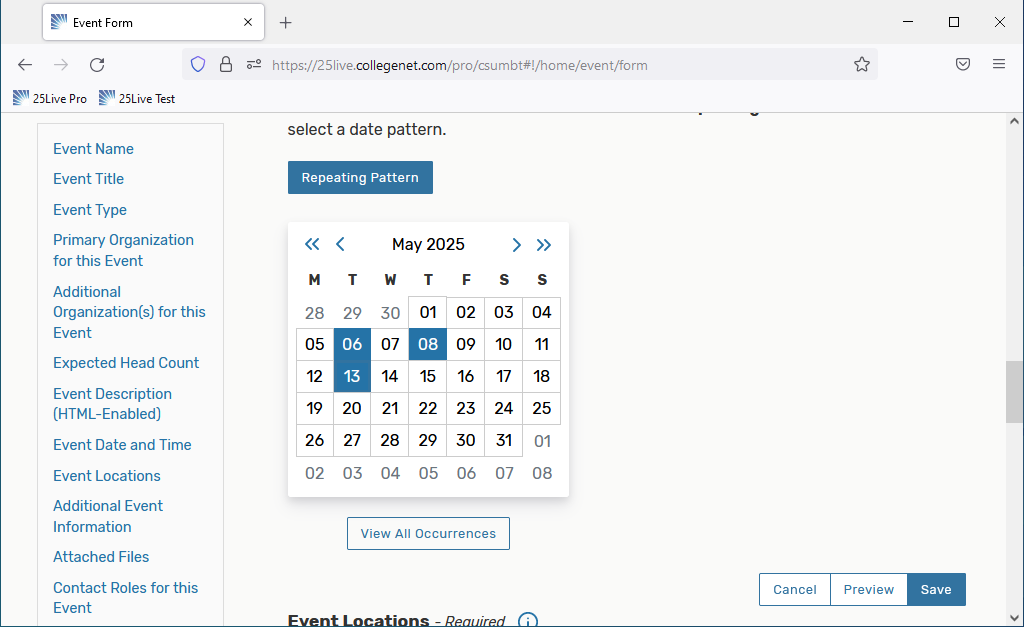 Event Form
https://25live.collegenet.com/pro/csumbt#!/home/event/form
25Live Pro 25Live Test
Event Name
Event Title
Event Type
Primary Organization
for this Event
Additional
Organization(s) for this
Event
Expected Head Count
Event Description
(HTML-Enabled)
Event Date and Time
Event Locations
Additional Event
Information
Attached Files
Contact Roles for this
Event
select a date pattern.
Repeating Pattern
May 2025
M T W T F S S
28 29 30 01 02 03 04
05 06 07 08 09 10 11
12 13 14 15 16 17 18
19 20 21 22 23 24 25
26 27 28 29 30 31 01
02 03 04 05 06 07 08
View All Occurrences
Cancel Preview Save
Event Locations - Required